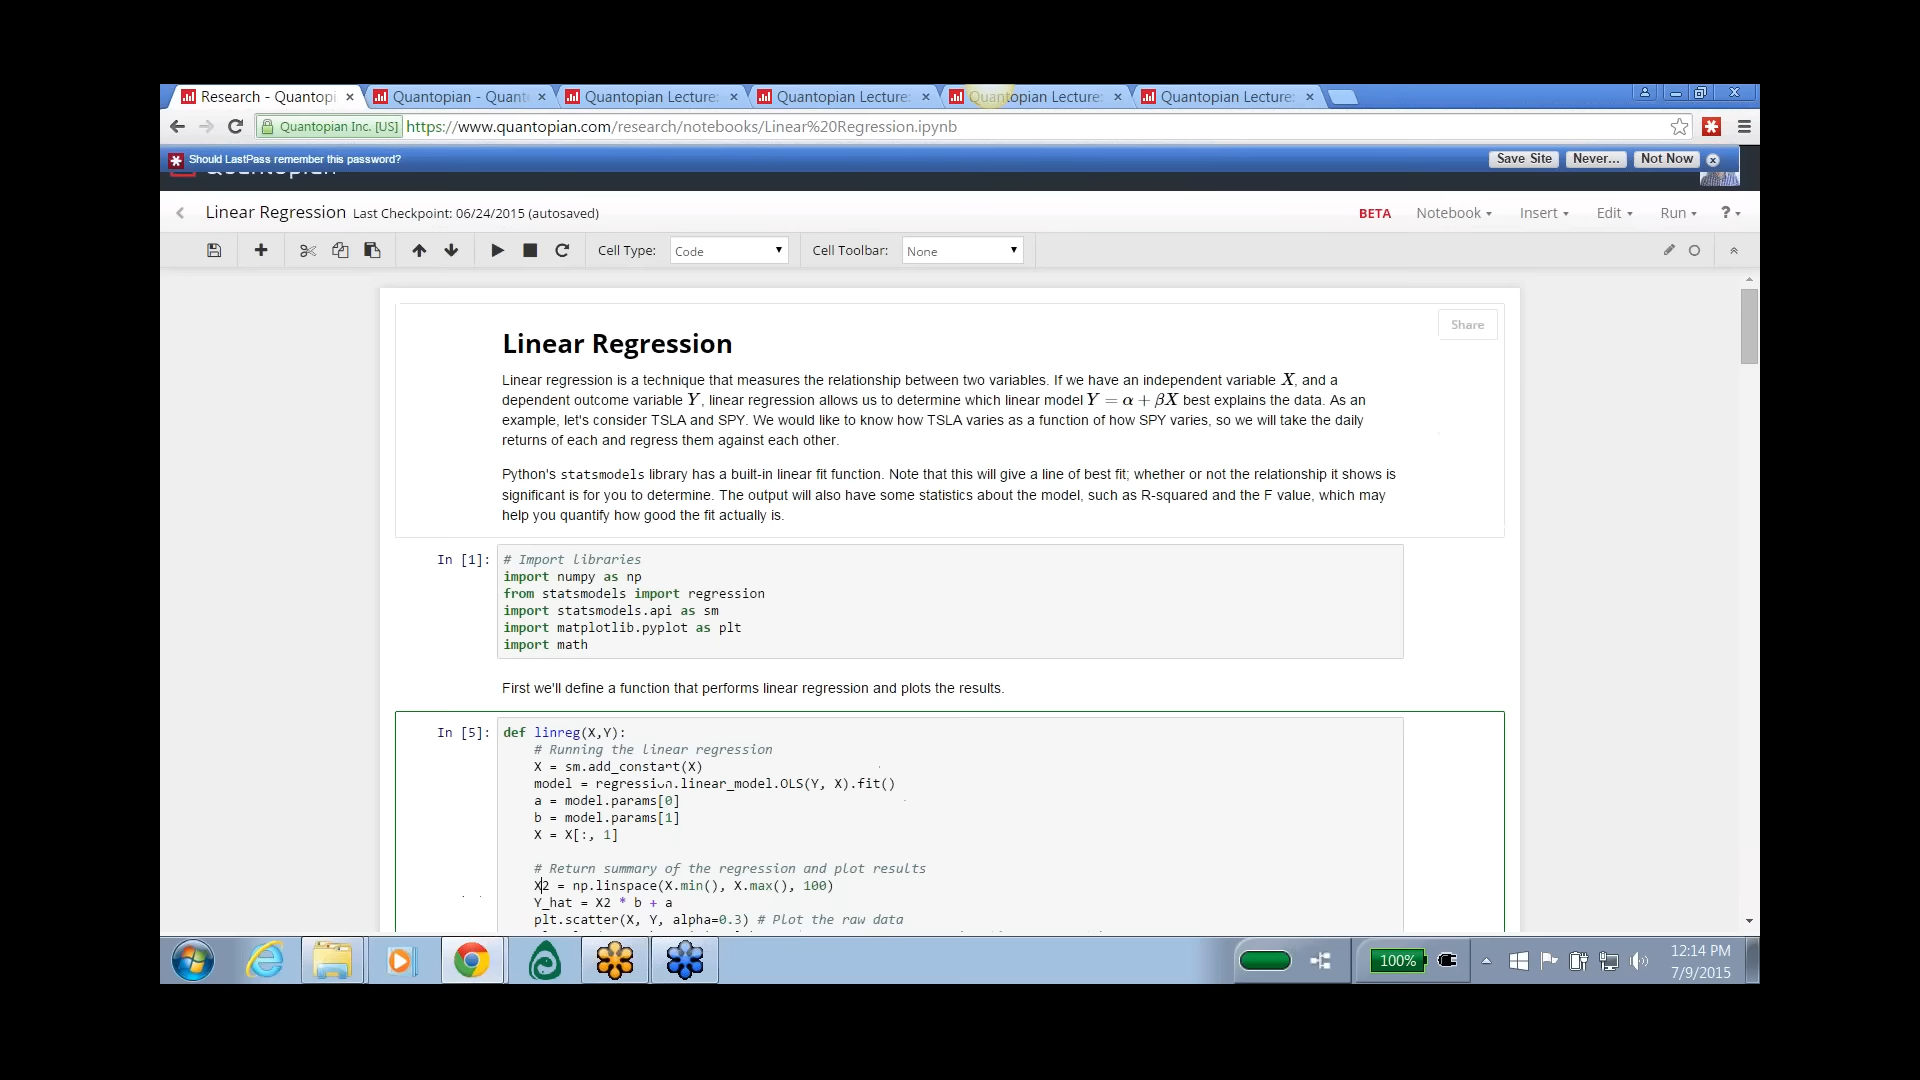 Research - Quantopi
Quantopian - Quant
Quantopian Lecture:
Quantopian Lecture:
Quantopian Lecture:
Quantopian Lecture:
Quantopian Inc. [US] https://www.quantopian.com/research/notebooks/Linear%20Regression.ipynb
Should LastPass remember this password? Save Site Never... Not Now
Linear Regression Last Checkpoint: 06/24/2015 (autosaved) BETA Notebook Insert Edit Run ?
Cell Type: Code Cell Toolbar: None
Share
Linear Regression
Linear regression is a technique that measures the relationship between two variables. If we have an independent variable X, and a
dependent outcome variable Y, linear regression allows us to determine which linear model Y = α + βX best explains the data. As an
example, let's consider TSLA and SPY. We would like to know how TSLA varies as a function of how SPY varies, so we will take the daily
returns of each and regress them against each other.
Python's statsmodels library has a built-in linear fit function. Note that this will give a line of best fit; whether or not the relationship it shows is
significant is for you to determine. The output will also have some statistics about the model, such as R-squared and the F value, which may
help you quantify how good the fit actually is.
In [1]: # Import libraries
import numpy as np
from statsmodels import regression
import statsmodels.api as sm
import matplotlib.pyplot as plt
import math
First we'll define a function that performs linear regression and plots the results.
In [5]: def linreg(X,Y):
# Running the linear regression
X = sm.add_constant(X)
model = regression.linear_model.OLS(Y, X).fit()
a = model.params[0]
b = model.params[1]
X = X[:, 1]
# Return summary of the regression and plot results
X2 = np.linspace(X.min(), X.max(), 100)
Y_hat = X2 * b + a
plt.scatter(X, Y, alpha=0.3) # Plot the raw data
100%
12:14 PM
7/9/2015